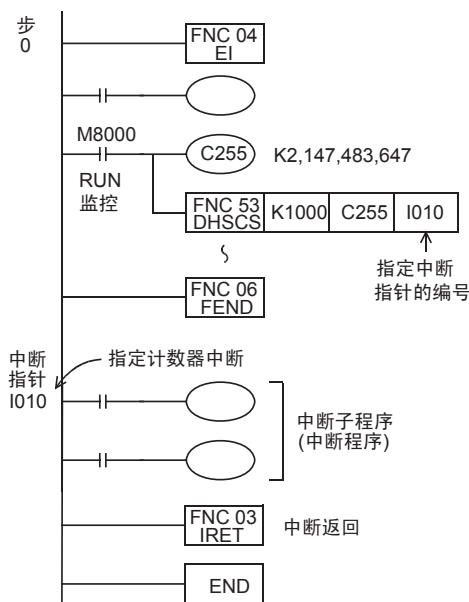 步
0
FNC 04
EI
M8000
RUN
监控
C255
K2,147,483,647
FNC 53
DHSCS
K1000
C255
I010
指定中断
指针的编号
FNC 06
FEND
中断
指针
I010
指定计数器中断
中断子程序
(中断程序)
FNC 03
IRET
中断返回
END